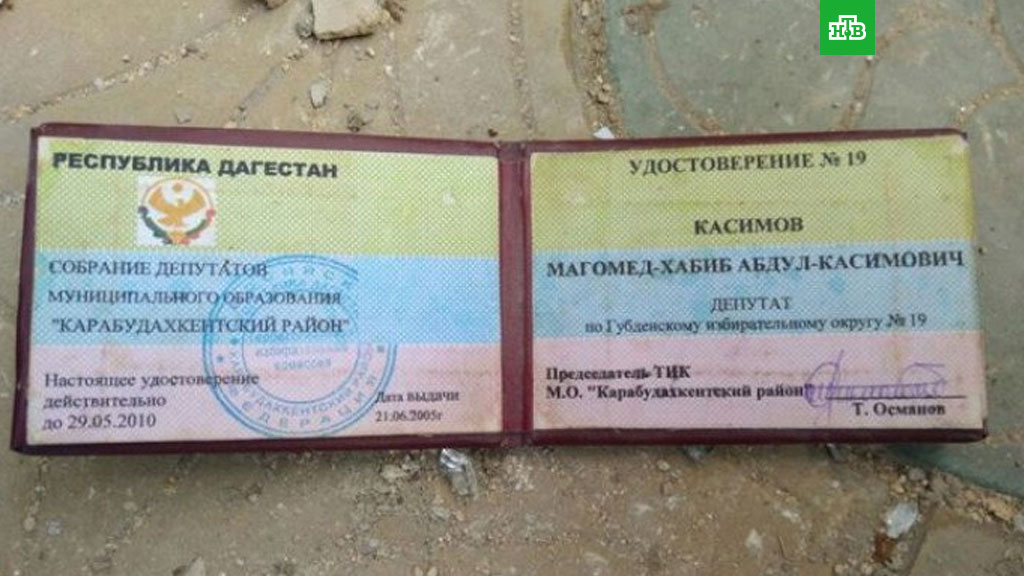 НТВ
РЕСПУБЛИКА ДАГЕСТАН
СОБРАНИЕ ДЕПУТАТОВ
МУНИЦИПАЛЬНОГО ОБРАЗОВАНИЯ
"КАРАБУДАХКЕНТСКИЙ РАЙОН"
Настоящее удостоверение
действительно
до 29.05.2010
Дата выдачи
21.06.2005г
УДОСТОВЕРЕНИЕ № 19
КАСИМОВ
МАГОМЕД-ХАБИБ АБДУЛ-КАСИМОВИЧ
ДЕПУТАТ
по Губденскому избирательному округу № 19
Председатель ТИК
М.О. "Карабудахкентский район"
Т. Османов